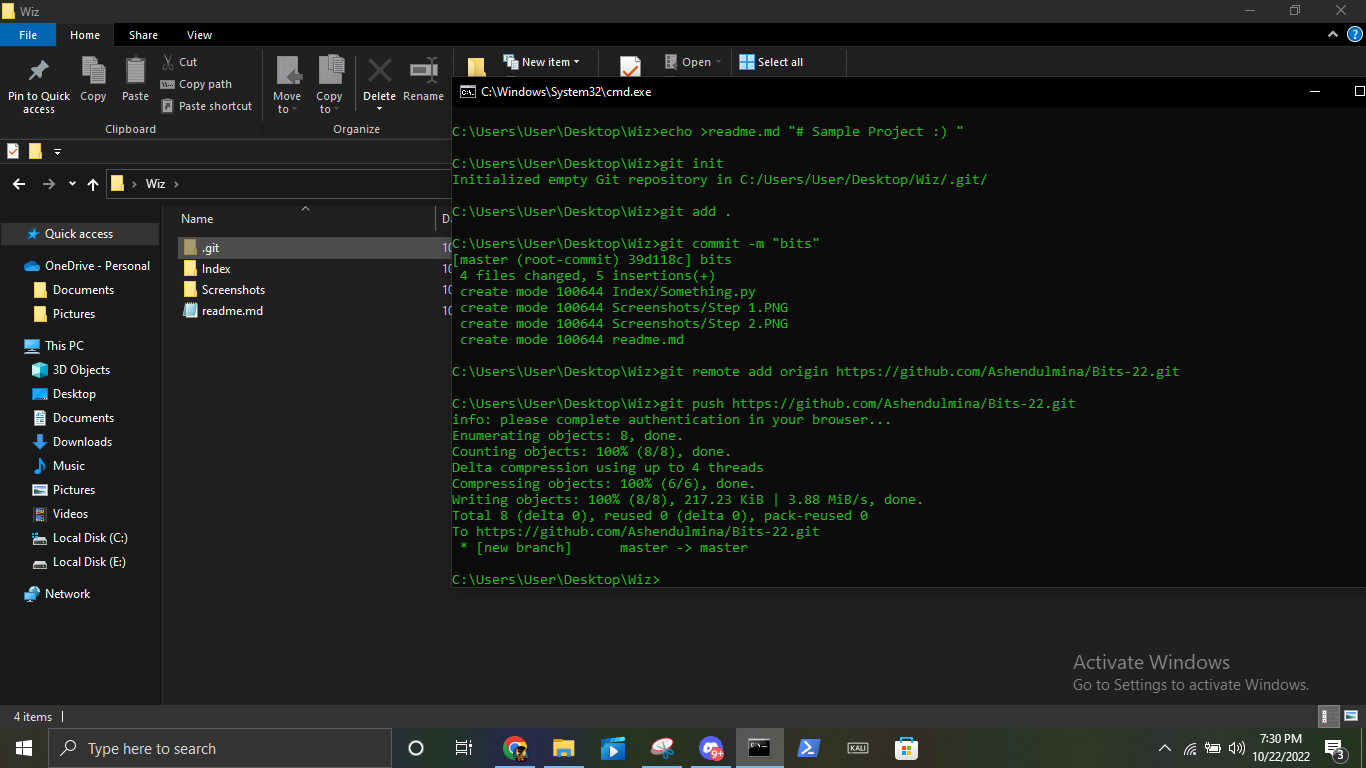 Wiz
File Home Share View
Pin to Quick access
Copy
Paste
Cut
Copy path
Paste shortcut
Clipboard
Move to
Copy to
Delete
Rename
Organize
New item
Open
Select all
Wiz
Name
Quick access
OneDrive - Personal
Documents
Pictures
This PC
3D Objects
Desktop
Documents
Downloads
Music
Pictures
Videos
Local Disk (C:)
Local Disk (E:)
Network
.git 10
Index 10
Screenshots 10
readme.md 10
C:\Windows\System32\cmd.exe
C:\Users\User\Desktop\Wiz>echo >readme.md "# Sample Project :) "
C:\Users\User\Desktop\Wiz>git init
Initialized empty Git repository in C:/Users/User/Desktop/Wiz/.git/
C:\Users\User\Desktop\Wiz>git add .
C:\Users\User\Desktop\Wiz>git commit -m "bits"
[master (root-commit) 39d118c] bits
4 files changed, 5 insertions(+)
create mode 100644 Index/Something.py
create mode 100644 Screenshots/Step 1.PNG
create mode 100644 Screenshots/Step 2.PNG
create mode 100644 readme.md
C:\Users\User\Desktop\Wiz>git remote add origin https://github.com/Ashendulmina/Bits-22.git
C:\Users\User\Desktop\Wiz>git push https://github.com/Ashendulmina/Bits-22.git
info: please complete authentication in your browser...
Enumerating objects: 8, done.
Counting objects: 100% (8/8), done.
Delta compression using up to 4 threads
Compressing objects: 100% (6/6), done.
Writing objects: 100% (8/8), 217.23 KiB | 3.88 MiB/s, done.
Total 8 (delta 0), reused 0 (delta 0), pack-reused 0
To https://github.com/Ashendulmina/Bits-22.git
* [new branch] master -> master
C:\Users\User\Desktop\Wiz>
Activate Windows
Go to Settings to activate Windows.
4 items
Type here to search
9+
KALI
7:30 PM
10/22/2022
3